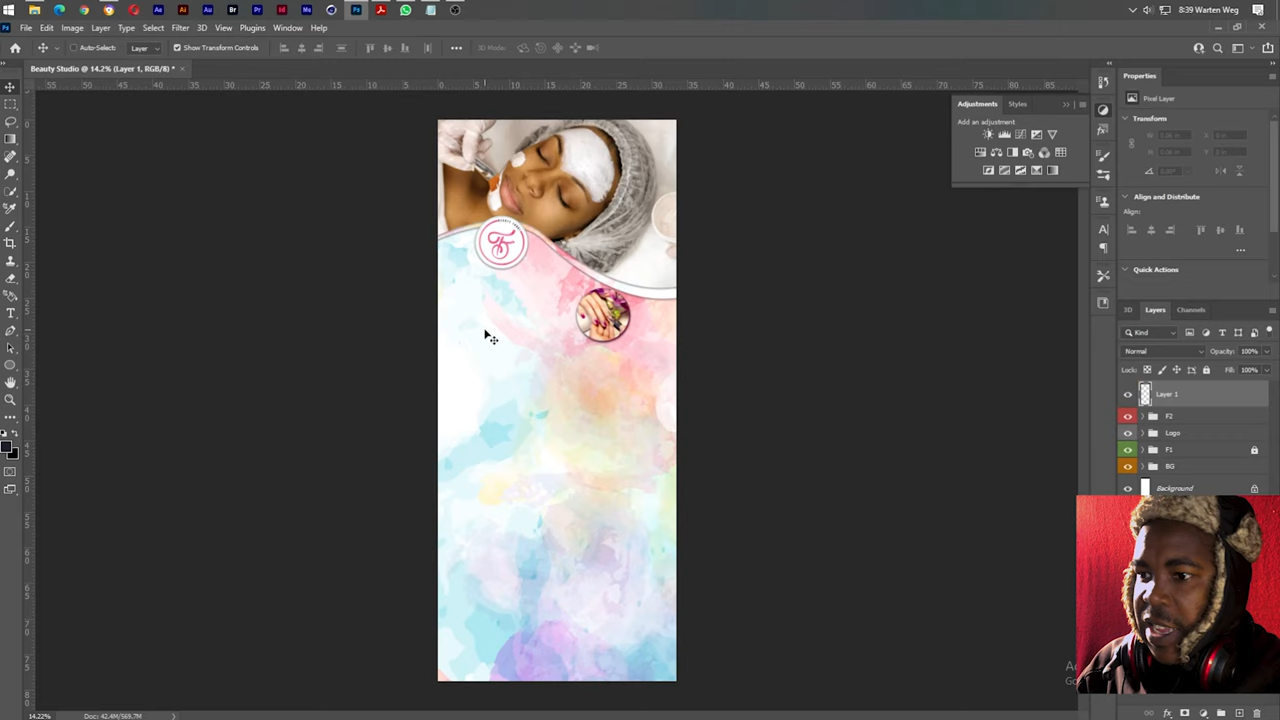 8:39 Warten Weg
File Edit Image Layer Type Select Filter 3D View Plugins Window Help
Auto-Select: Layer Show Transform Controls 3D Mode:
Beauty Studio @ 14.2% (Layer 1, RGB/8) *
Properties
Pixel Layer
Transform
Align and Distribute
Align:
Quick Actions
Adjustments Styles
Add an adjustment
3D Layers Channels
Kind
Normal Opacity: 100%
Lock: Fill: 100%
Layer 1
F2
Logo
F1
BG
Background
14.22% Doc: 42.4M/569.7M